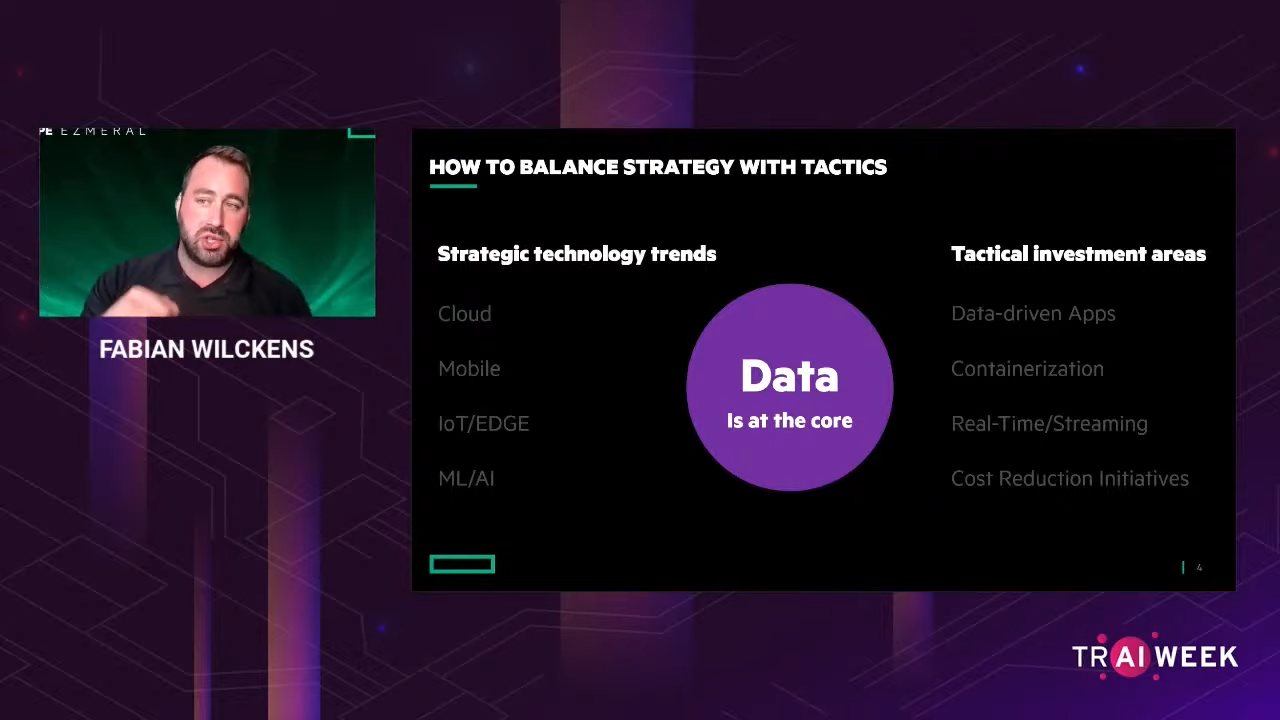 EZMERAL
FABIAN WILCKENS
HOW TO BALANCE STRATEGY WITH TACTICS
Strategic technology trends
Cloud
Mobile
IoT/EDGE
ML/AI
Data
Is at the core
Tactical investment areas
Data-driven Apps
Containerization
Real-Time/Streaming
Cost Reduction Initiatives
4
TRAI WEEK